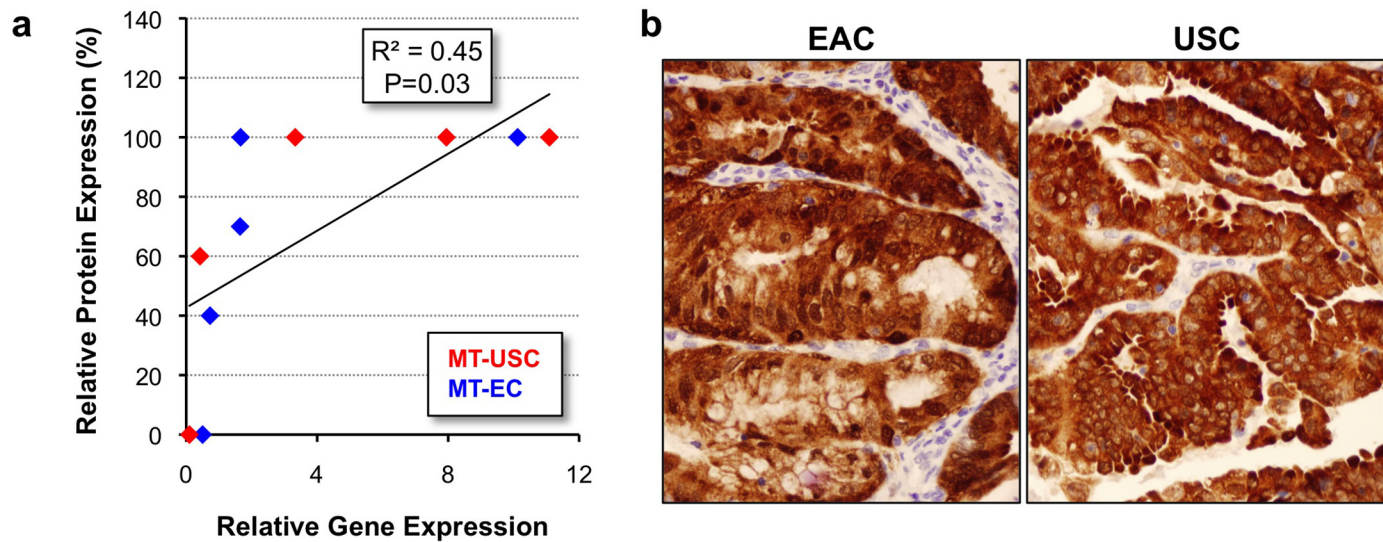 a
140
120
100
80
60
40
20
0
Relative Protein Expression (%)
R² = 0.45
P=0.03
MT-USC
MT-EC
0 4 8 12
Relative Gene Expression
b
EAC USC